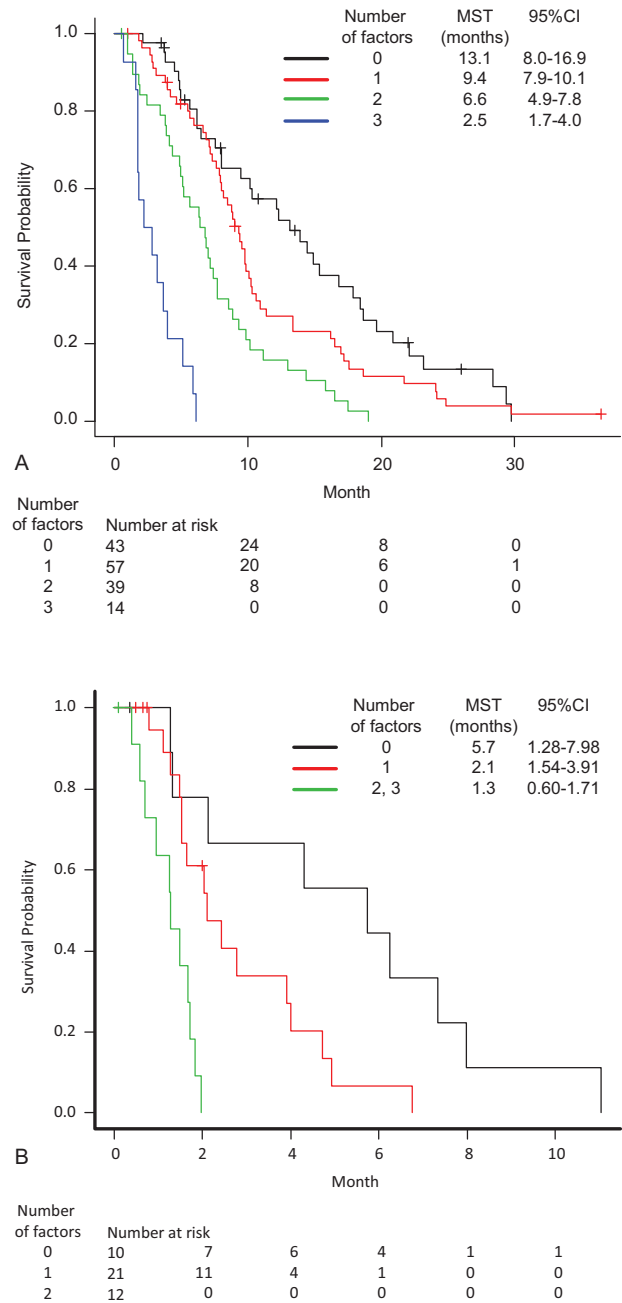 Number of factors MST (months) 95%CI
0 13.1 8.0-16.9
1 9.4 7.9-10.1
2 6.6 4.9-7.8
3 2.5 1.7-4.0
1.0
0.8
0.6
0.4
0.2
0.0
Survival Probability
0 10 20 30
Month
A
Number of factors Number at risk
0 43 24 8 0
1 57 20 6 1
2 39 8 0 0
3 14 0 0 0
Number of factors MST (months) 95%CI
0 5.7 1.28-7.98
1 2.1 1.54-3.91
2, 3 1.3 0.60-1.71
1.0
0.8
0.6
0.4
0.2
0.0
Survival Probability
0 2 4 6 8 10
Month
B
Number of factors Number at risk
0 10 7 6 4 1 1
1 21 11 4 1 0 0
2 12 0 0 0 0 0